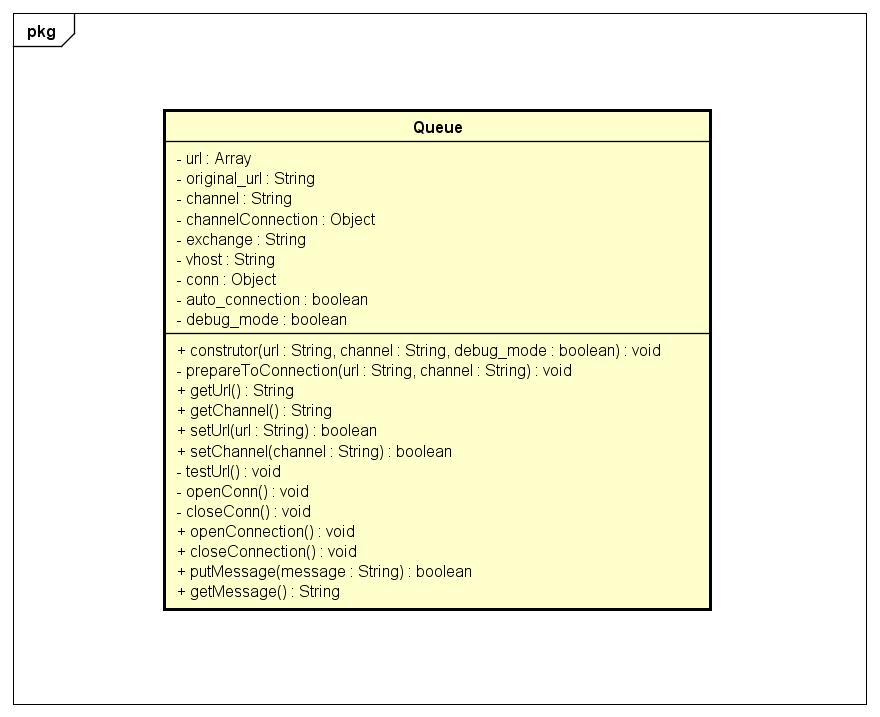 pkg
Queue
- url : Array
- original_url : String
- channel : String
- channelConnection : Object
- exchange : String
- vhost : String
- conn : Object
- auto_connection : boolean
- debug_mode : boolean
+ construtor(url : String, channel : String, debug_mode : boolean) : void
- prepareToConnection(url : String, channel : String) : void
+ getUrl() : String
+ getChannel() : String
+ setUrl(url : String) : boolean
+ setChannel(channel : String) : boolean
- testUrl() : void
- openConn() : void
- closeConn() : void
+ openConnection() : void
+ closeConnection() : void
+ putMessage(message : String) : boolean
+ getMessage() : String